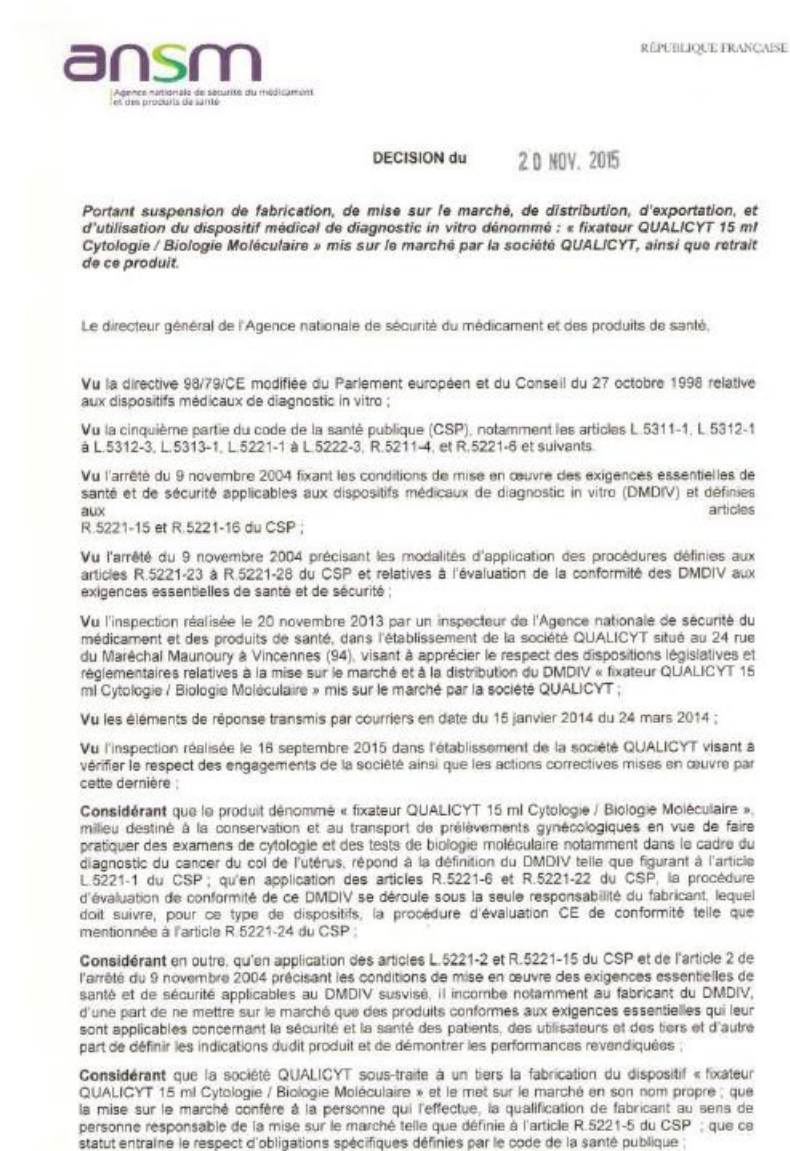 ansm
Agence nationale de sécurité du médicament
et des produits de santé
RÉPUBLIQUE FRANÇAISE
DECISION du 20 NOV. 2015
Portant suspension de fabrication, de mise sur le marché, de distribution, d'exportation, et
d'utilisation du dispositif médical de diagnostic in vitro dénommé : « fixateur QUALICYT 15 ml
Cytologie / Biologie Moléculaire » mis sur le marché par la société QUALICYT, ainsi que retrait
de ce produit.
Le directeur général de l'Agence nationale de sécurité du médicament et des produits de santé,
Vu la directive 98/79/CE modifiée du Parlement européen et du Conseil du 27 octobre 1998 relative
aux dispositifs médicaux de diagnostic in vitro ;
Vu la cinquième partie du code de la santé publique (CSP), notamment les articles L.5311-1, L.5312-1
à L.5312-3, L.5313-1, L.5221-1 à L.5222-3, R.5211-4, et R.5221-6 et suivants.
Vu l'arrêté du 9 novembre 2004 fixant les conditions de mise en œuvre des exigences essentielles de
santé et de sécurité applicables aux dispositifs médicaux de diagnostic in vitro (DMDIV) et définies
aux articles
R.5221-15 et R.5221-16 du CSP ;
Vu l'arrêté du 9 novembre 2004 précisant les modalités d'application des procédures définies aux
articles R.5221-23 à R.5221-28 du CSP et relatives à l'évaluation de la conformité des DMDIV aux
exigences essentielles de santé et de sécurité ;
Vu l'inspection réalisée le 20 novembre 2013 par un inspecteur de l'Agence nationale de sécurité du
médicament et des produits de santé, dans l'établissement de la société QUALICYT situé au 24 rue
du Maréchal Maunoury à Vincennes (94), visant à apprécier le respect des dispositions législatives et
réglementaires relatives à la mise sur le marché et à la distribution du DMDIV « fixateur QUALICYT 15
ml Cytologie / Biologie Moléculaire » mis sur le marché par la société QUALICYT ;
Vu les éléments de réponse transmis par courriers en date du 15 janvier 2014 du 24 mars 2014 ;
Vu l'inspection réalisée le 16 septembre 2015 dans l'établissement de la société QUALICYT visant à
vérifier le respect des engagements de la société ainsi que les actions correctives mises en œuvre par
cette dernière ;
Considérant que le produit dénommé « fixateur QUALICYT 15 ml Cytologie / Biologie Moléculaire »,
milieu destiné à la conservation et au transport de prélèvements gynécologiques en vue de faire
pratiquer des examens de cytologie et des tests de biologie moléculaire notamment dans le cadre du
diagnostic du cancer du col de l'utérus, répond à la définition du DMDIV telle que figurant à l'article
L.5221-1 du CSP ; qu'en application des articles R.5221-6 et R.5221-22 du CSP, la procédure
d'évaluation de conformité de ce DMDIV se déroule sous la seule responsabilité du fabricant, lequel
doit suivre, pour ce type de dispositifs, la procédure d'évaluation CE de conformité telle que
mentionnée à l'article R.5221-24 du CSP ;
Considérant en outre, qu'en application des articles L.5221-2 et R.5221-15 du CSP et de l'article 2 de
l'arrêté du 9 novembre 2004 précisant les conditions de mise en œuvre des exigences essentielles de
santé et de sécurité applicables au DMDIV susvisé, il incombe notamment au fabricant du DMDIV,
d'une part de ne mettre sur le marché que des produits conformes aux exigences essentielles qui leur
sont applicables concernant la sécurité et la santé des patients, des utilisateurs et des tiers et d'autre
part de définir les indications dudit produit et de démontrer les performances revendiquées ;
Considérant que la société QUALICYT sous-traite à un tiers la fabrication du dispositif « fixateur
QUALICYT 15 ml Cytologie / Biologie Moléculaire » et le met sur le marché en son nom propre ; que
la mise sur le marché confère à la personne qui l'effectue, la qualification de fabricant au sens de
personne responsable de la mise sur le marché telle que définie à l'article R.5221-5 du CSP ; que ce
statut entraîne le respect d'obligations spécifiques définies par le code de la santé publique ;